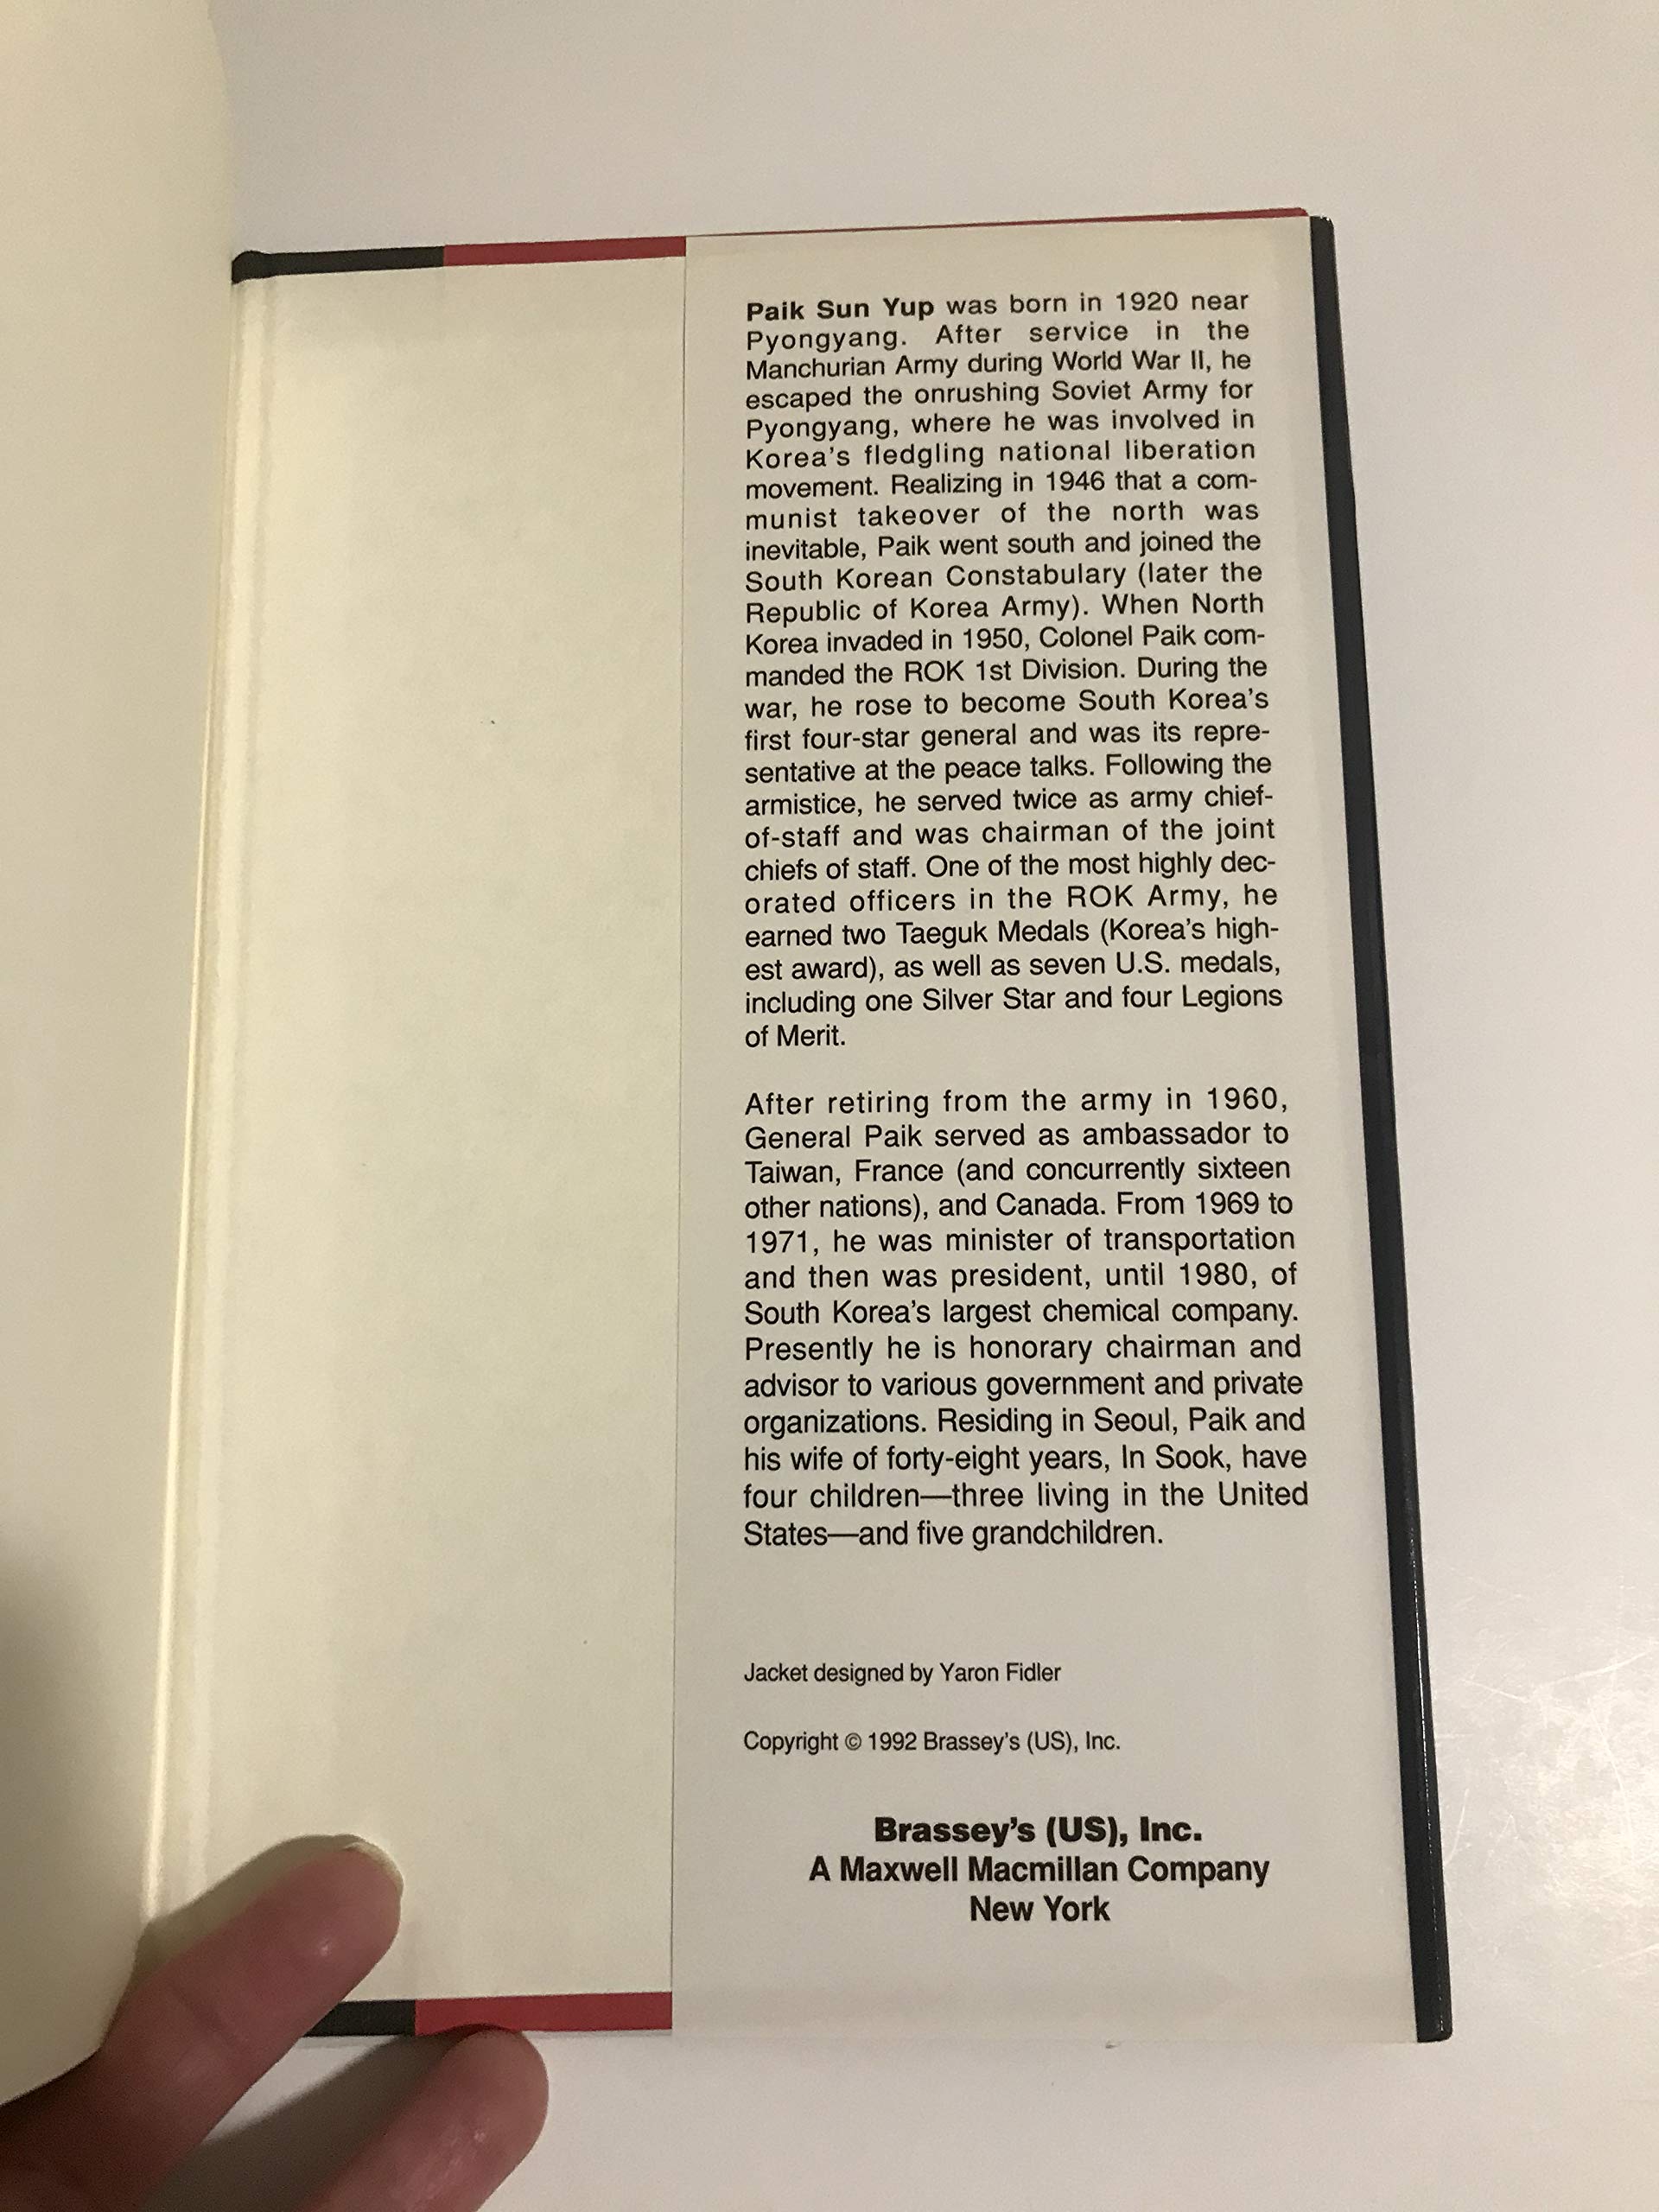 Paik Sun Yup was born in 1920 near
Pyongyang. After service in the
Manchurian Army during World War II, he
escaped the onrushing Soviet Army for
Pyongyang, where he was involved in
Korea's fledgling national liberation
movement. Realizing in 1946 that a com-
munist takeover of the north was
inevitable, Paik went south and joined the
South Korean Constabulary (later the
Republic of Korea Army). When North
Korea invaded in 1950, Colonel Paik com-
manded the ROK 1st Division. During the
war, he rose to become South Korea's
first four-star general and was its repre-
sentative at the peace talks. Following the
armistice, he served twice as army chief-
of-staff and was chairman of the joint
chiefs of staff. One of the most highly dec-
orated officers in the ROK Army, he
earned two Taeguk Medals (Korea's high-
est award), as well as seven U.S. medals,
including one Silver Star and four Legions
of Merit.
After retiring from the army in 1960,
General Paik served as ambassador to
Taiwan, France (and concurrently sixteen
other nations), and Canada. From 1969 to
1971, he was minister of transportation
and then was president, until 1980, of
South Korea's largest chemical company.
Presently he is honorary chairman and
advisor to various government and private
organizations. Residing in Seoul, Paik and
his wife of forty-eight years, In Sook, have
four children—three living in the United
States—and five grandchildren.
Jacket designed by Yaron Fidler
Copyright © 1992 Brassey's (US), Inc.
Brassey's (US), Inc.
A Maxwell Macmillan Company
New York